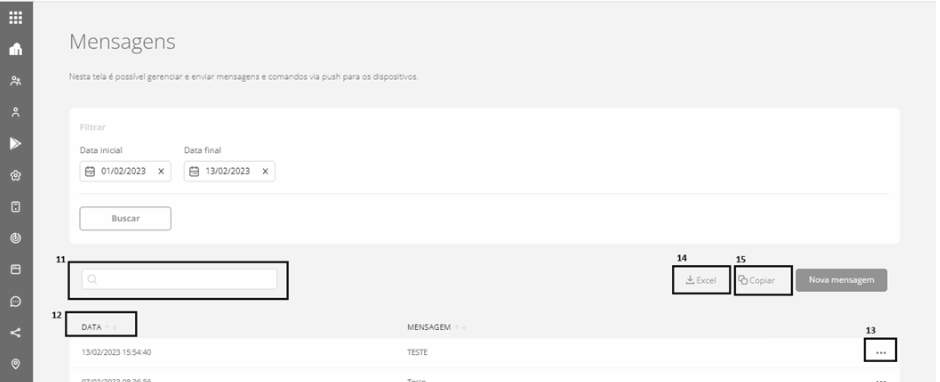 Mensagens
Nesta tela é possível gerenciar e enviar mensagens e comandos via push para os dispositivos.
Filtrar
Data inicial Data final
01/02/2023 13/02/2023
Buscar
11 14 15
Excel Copiar Nova mensagem
12
DATA MENSAGEM
13
13/02/2023 15:54:40 TESTE
...